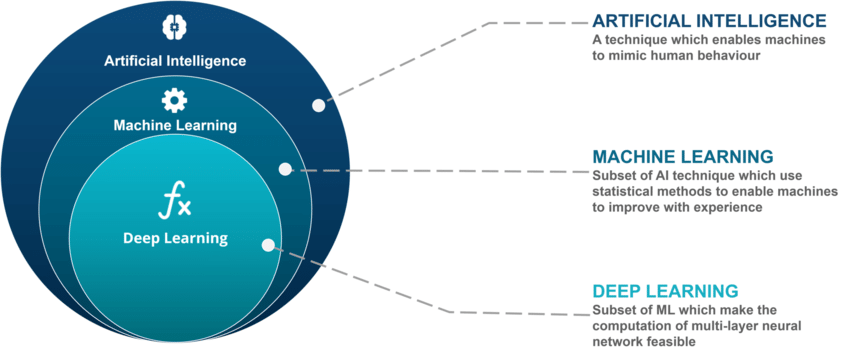 Artificial Intelligence
Machine Learning
fx
Deep Learning
ARTIFICIAL INTELLIGENCE
A technique which enables machines
to mimic human behaviour
MACHINE LEARNING
Subset of AI technique which use
statistical methods to enable machines
to improve with experience
DEEP LEARNING
Subset of ML which make the
computation of multi-layer neural
network feasible